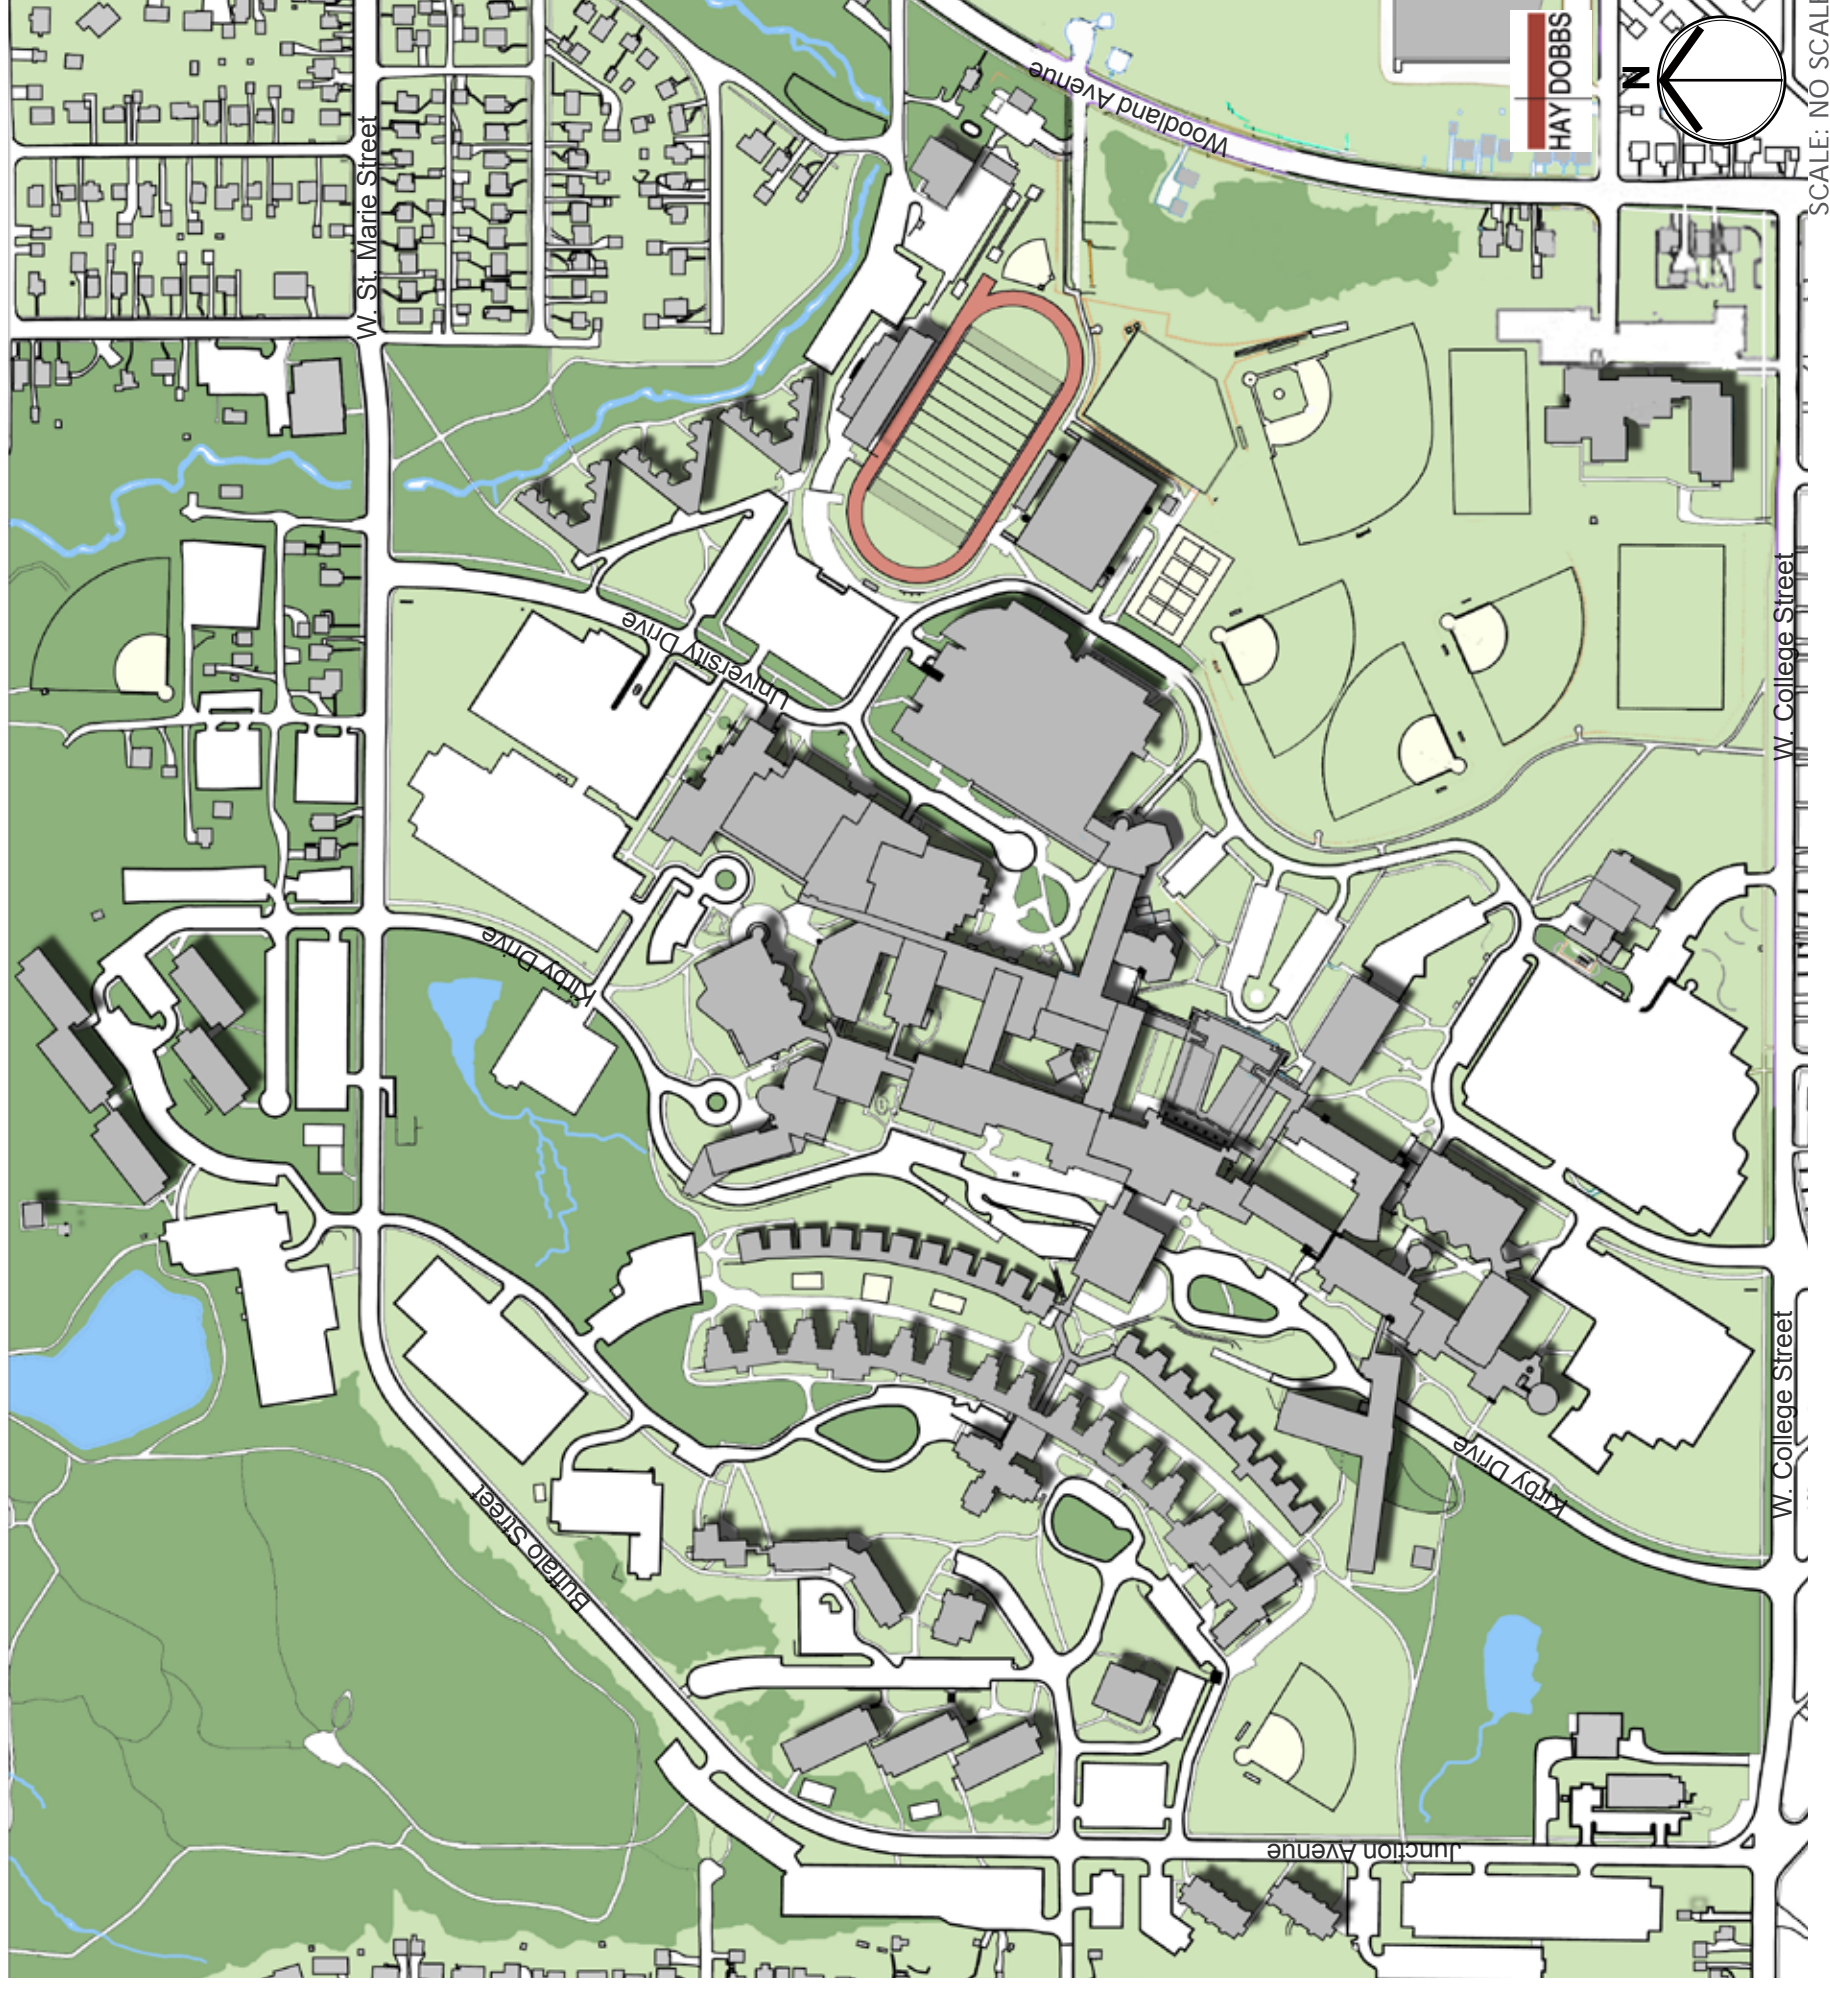 HAY DOBBS
N
SCALE: NO SCALE
Woodland Avenue
W. St. Marie Street
University Drive
W. College Street
Kirby Drive
W. College Street
Kirby Drive
Buffalo Street
Junction Avenue